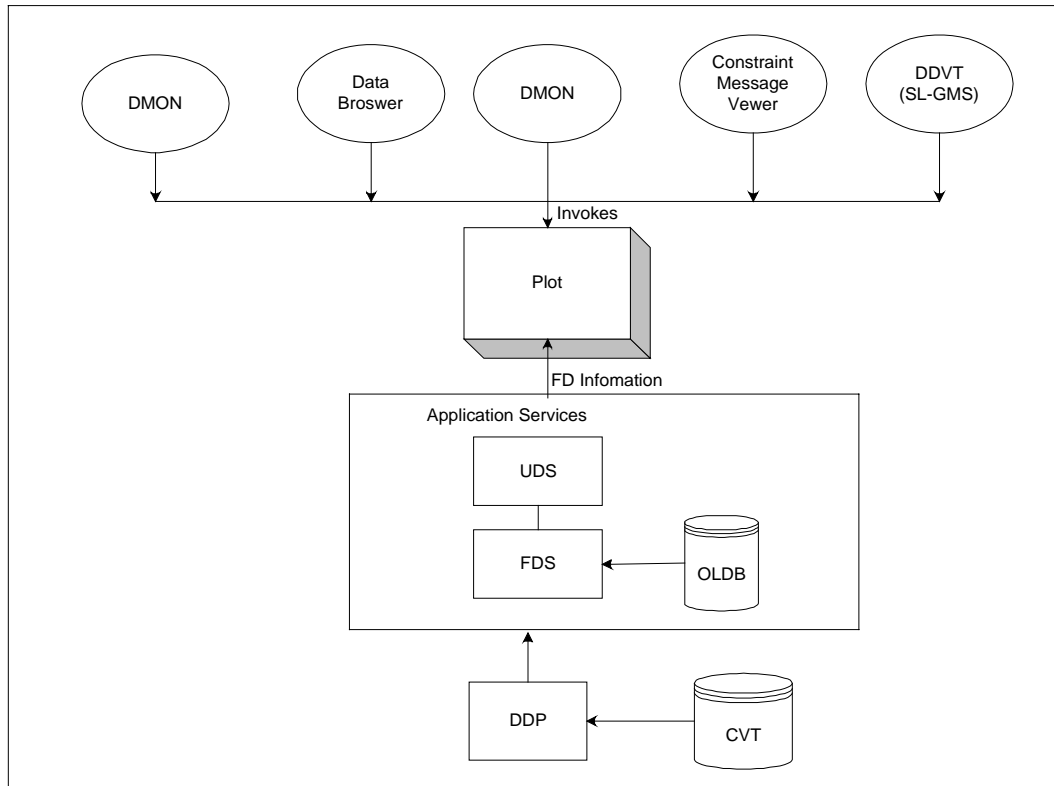 DMON
Data
Broswer
DMON
Constraint
Message
Vewer
DDVT
(SL-GMS)
Invokes
Plot
FD Infomation
Application Services
UDS
FDS
OLDB
DDP
CVT